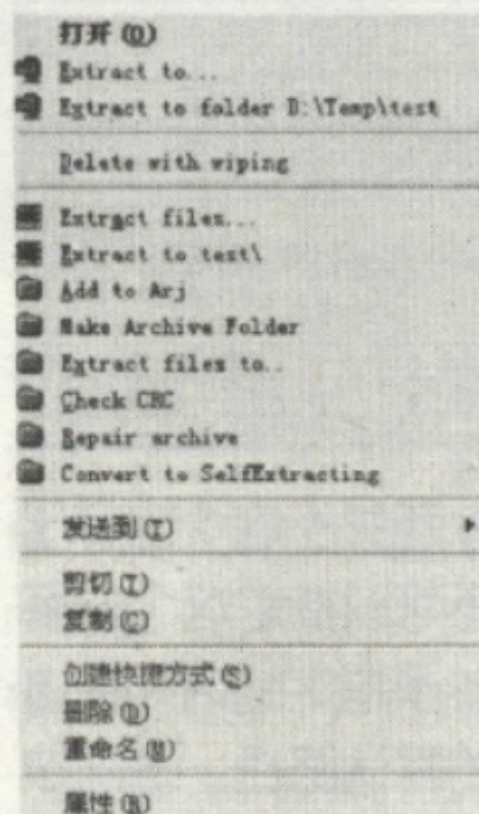 打开(O)
Extract to...
Extract to folder D:\Temp\test
Delete with wiping
Extract files...
Extract to test\
Add to Arj
Make Archive Folder
Extract files to..
Check CRC
Repair archive
Convert to SelfExtracting
发送到(T)
剪切(T)
复制(C)
创建快捷方式(S)
删除(D)
重命名(M)
属性(R)